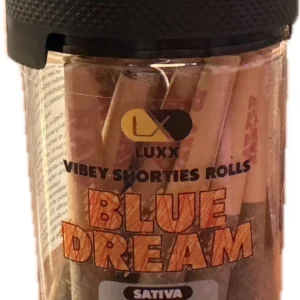 LX
LUXX
VIBEY SHORTIES ROLLS
BLUE
DREAM
SATIVA